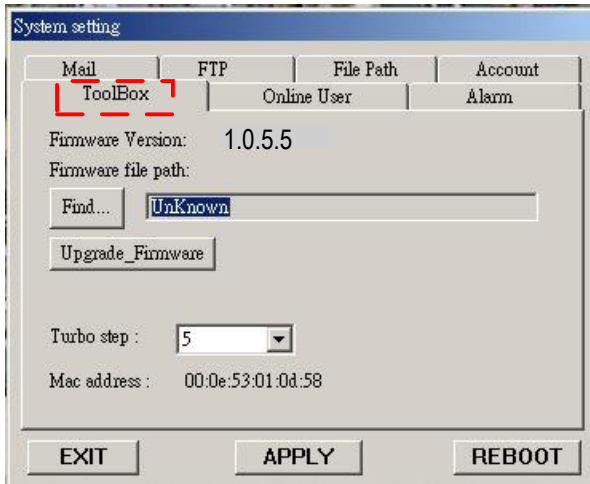 System setting
Mail FTP File Path Account
ToolBox Online User Alarm
Firmware Version: 1.0.5.5
Firmware file path:
Find... UnKnown
Upgrade_Firmware
Turbo step : 5
Mac address : 00:0e:53:01:0d:58
EXIT APPLY REBOOT